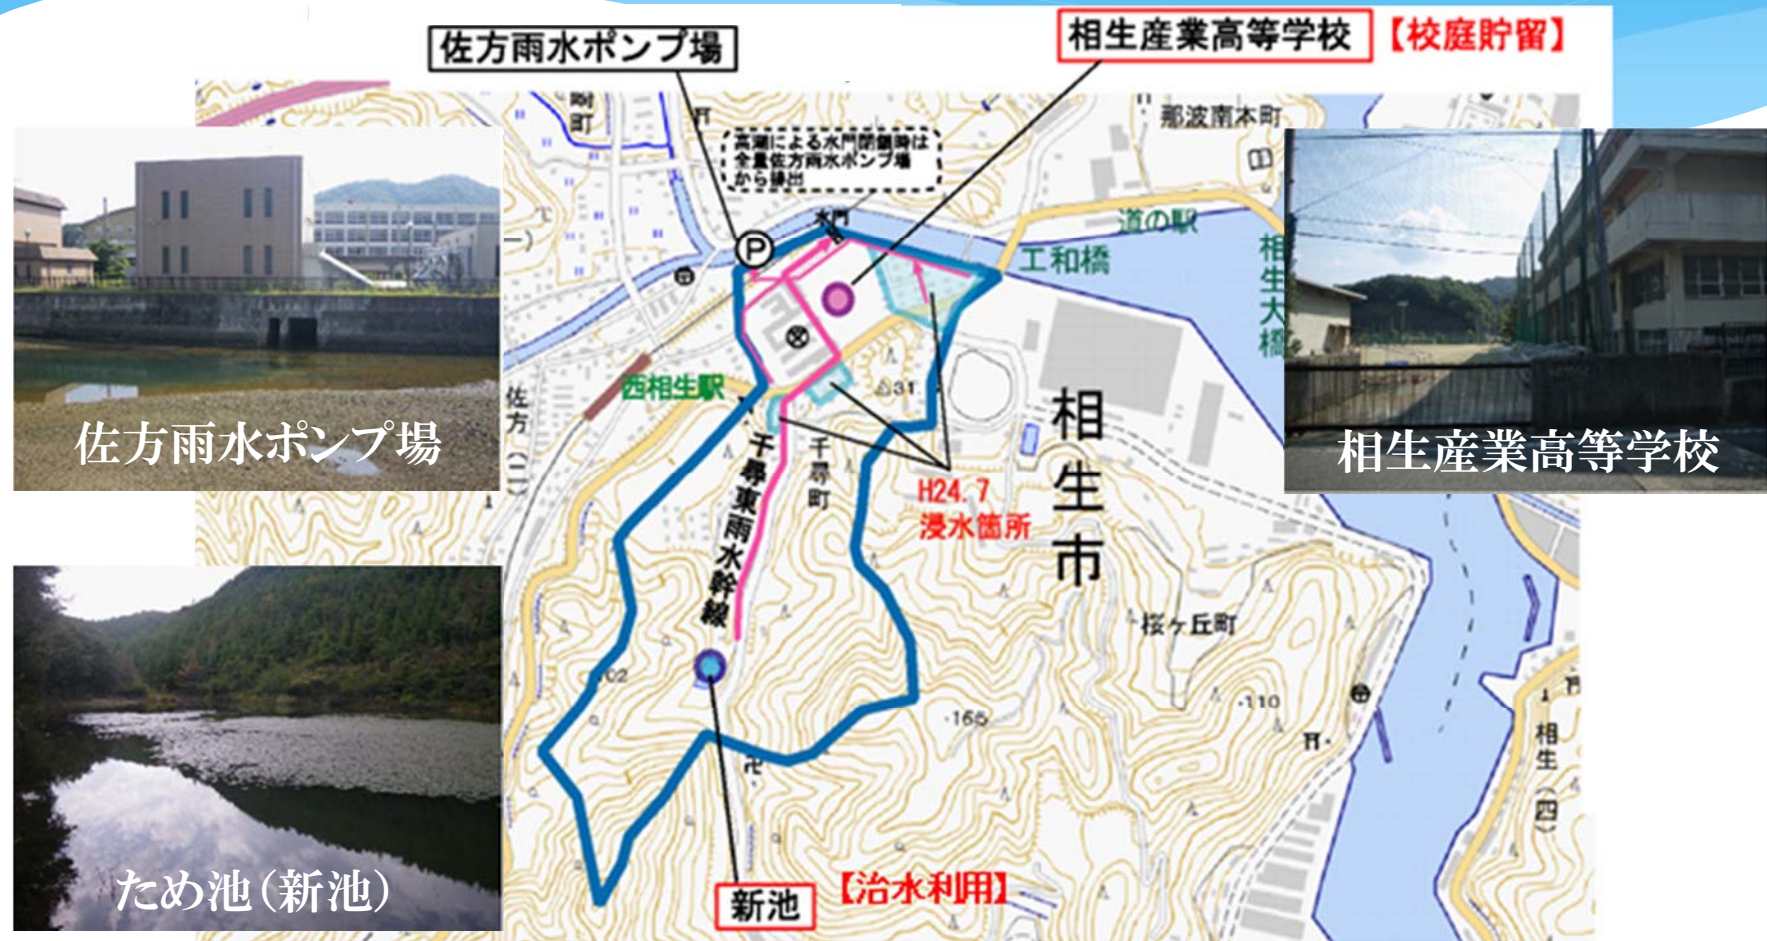 佐方雨水ポンプ場
相生産業高等学校
【校庭貯留】
町
那波南本町
高潮による水門閉鎖時は
全量佐方雨水ポンプ場
から排出
水門
道の駅
P
工和橋
相生大橋
西相生駅
31
佐方(二)
千尋町
千尋東雨水幹線
相生市
H24.7
浸水箇所
佐方雨水ポンプ場
相生産業高等学校
桜ヶ丘町
・165
・110
相生(四)
ため池(新池)
新池
【治水利用】